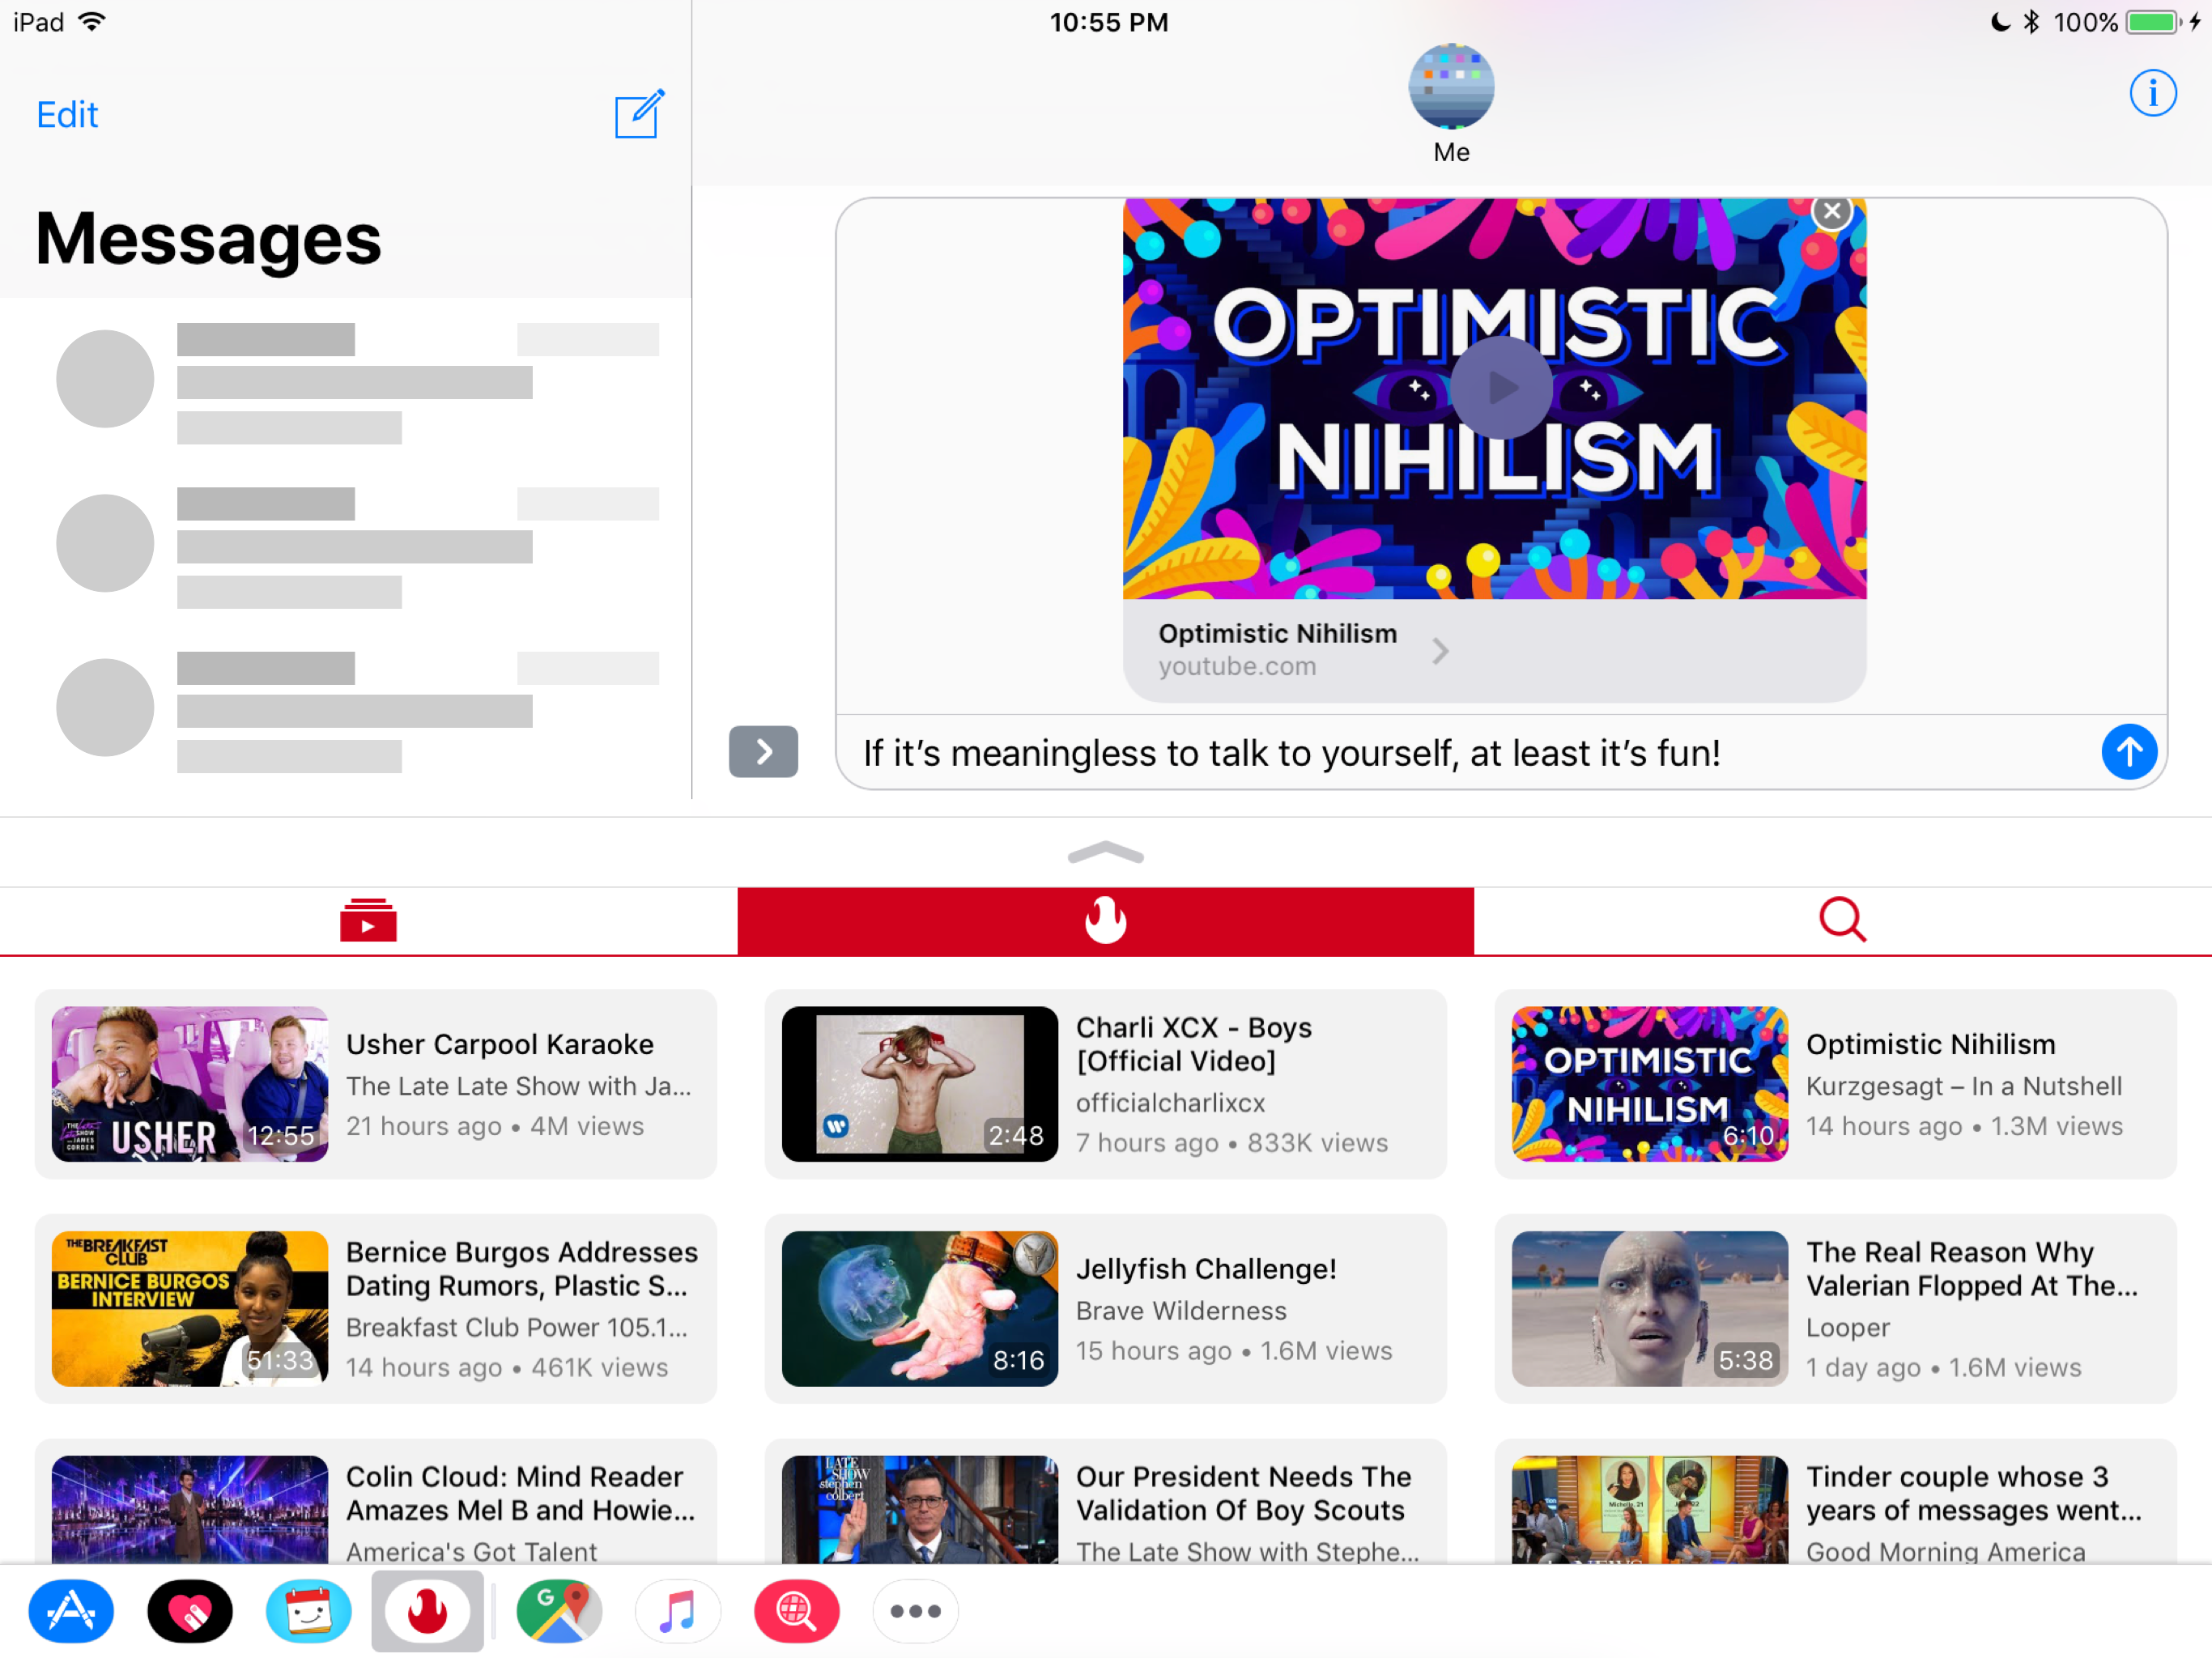 iPad
10:55 PM
100%
Edit
Me
Messages
OPTIMISTIC
NIHILISM
Optimistic Nihilism
youtube.com
If it’s meaningless to talk to yourself, at least it’s fun!
THE LATE LATE SHOW JAMES CORDEN
USHER
12:55
Usher Carpool Karaoke
The Late Late Show with Ja...
21 hours ago • 4M views
2:48
Charli XCX - Boys
[Official Video]
officialcharlixcx
7 hours ago • 833K views
OPTIMISTIC
NIHILISM
6:10
Optimistic Nihilism
Kurzgesagt – In a Nutshell
14 hours ago • 1.3M views
THE BREAKFAST
CLUB
BERNICE BURGOS
INTERVIEW
51:33
Bernice Burgos Addresses
Dating Rumors, Plastic S...
Breakfast Club Power 105.1...
14 hours ago • 461K views
8:16
Jellyfish Challenge!
Brave Wilderness
15 hours ago • 1.6M views
5:38
The Real Reason Why
Valerian Flopped At The...
Looper
1 day ago • 1.6M views
Colin Cloud: Mind Reader
Amazes Mel B and Howie...
America's Got Talent
LATE
SHOW
stephen
colbert
Our President Needs The
Validation Of Boy Scouts
The Late Show with Stephe...
Michelle, 21
Tinder couple whose 3
years of messages went...
Good Morning America
G